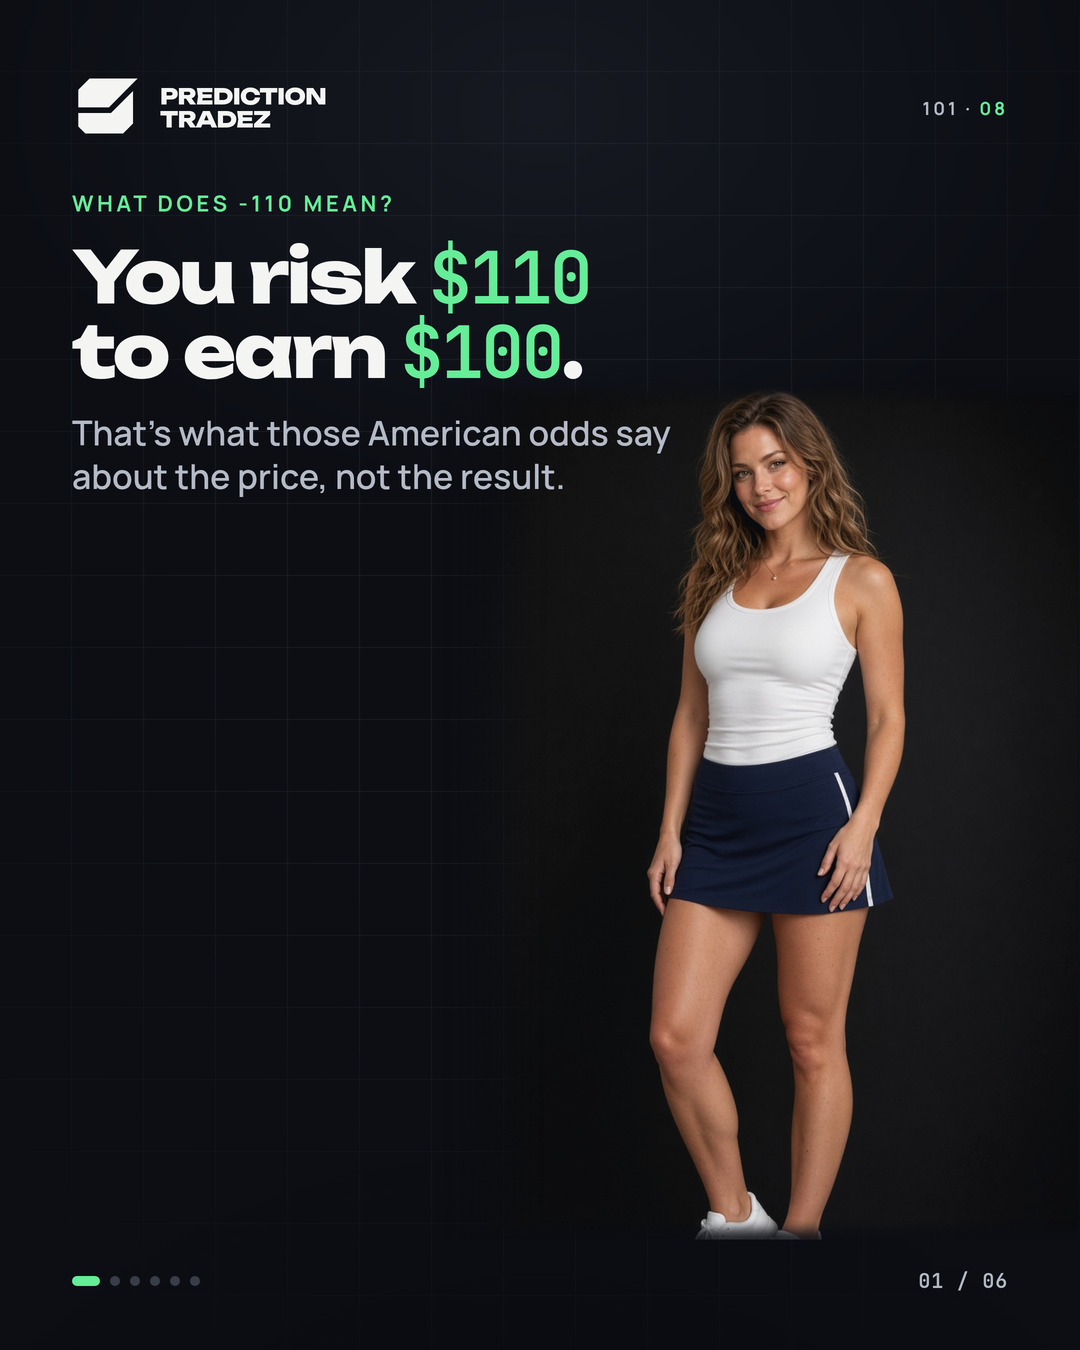 PREDICTION
TRADEZ
101 · 08
WHAT DOES -110 MEAN?
You risk $110
to earn $100.
That's what those American odds say
about the price, not the result.
01 / 06